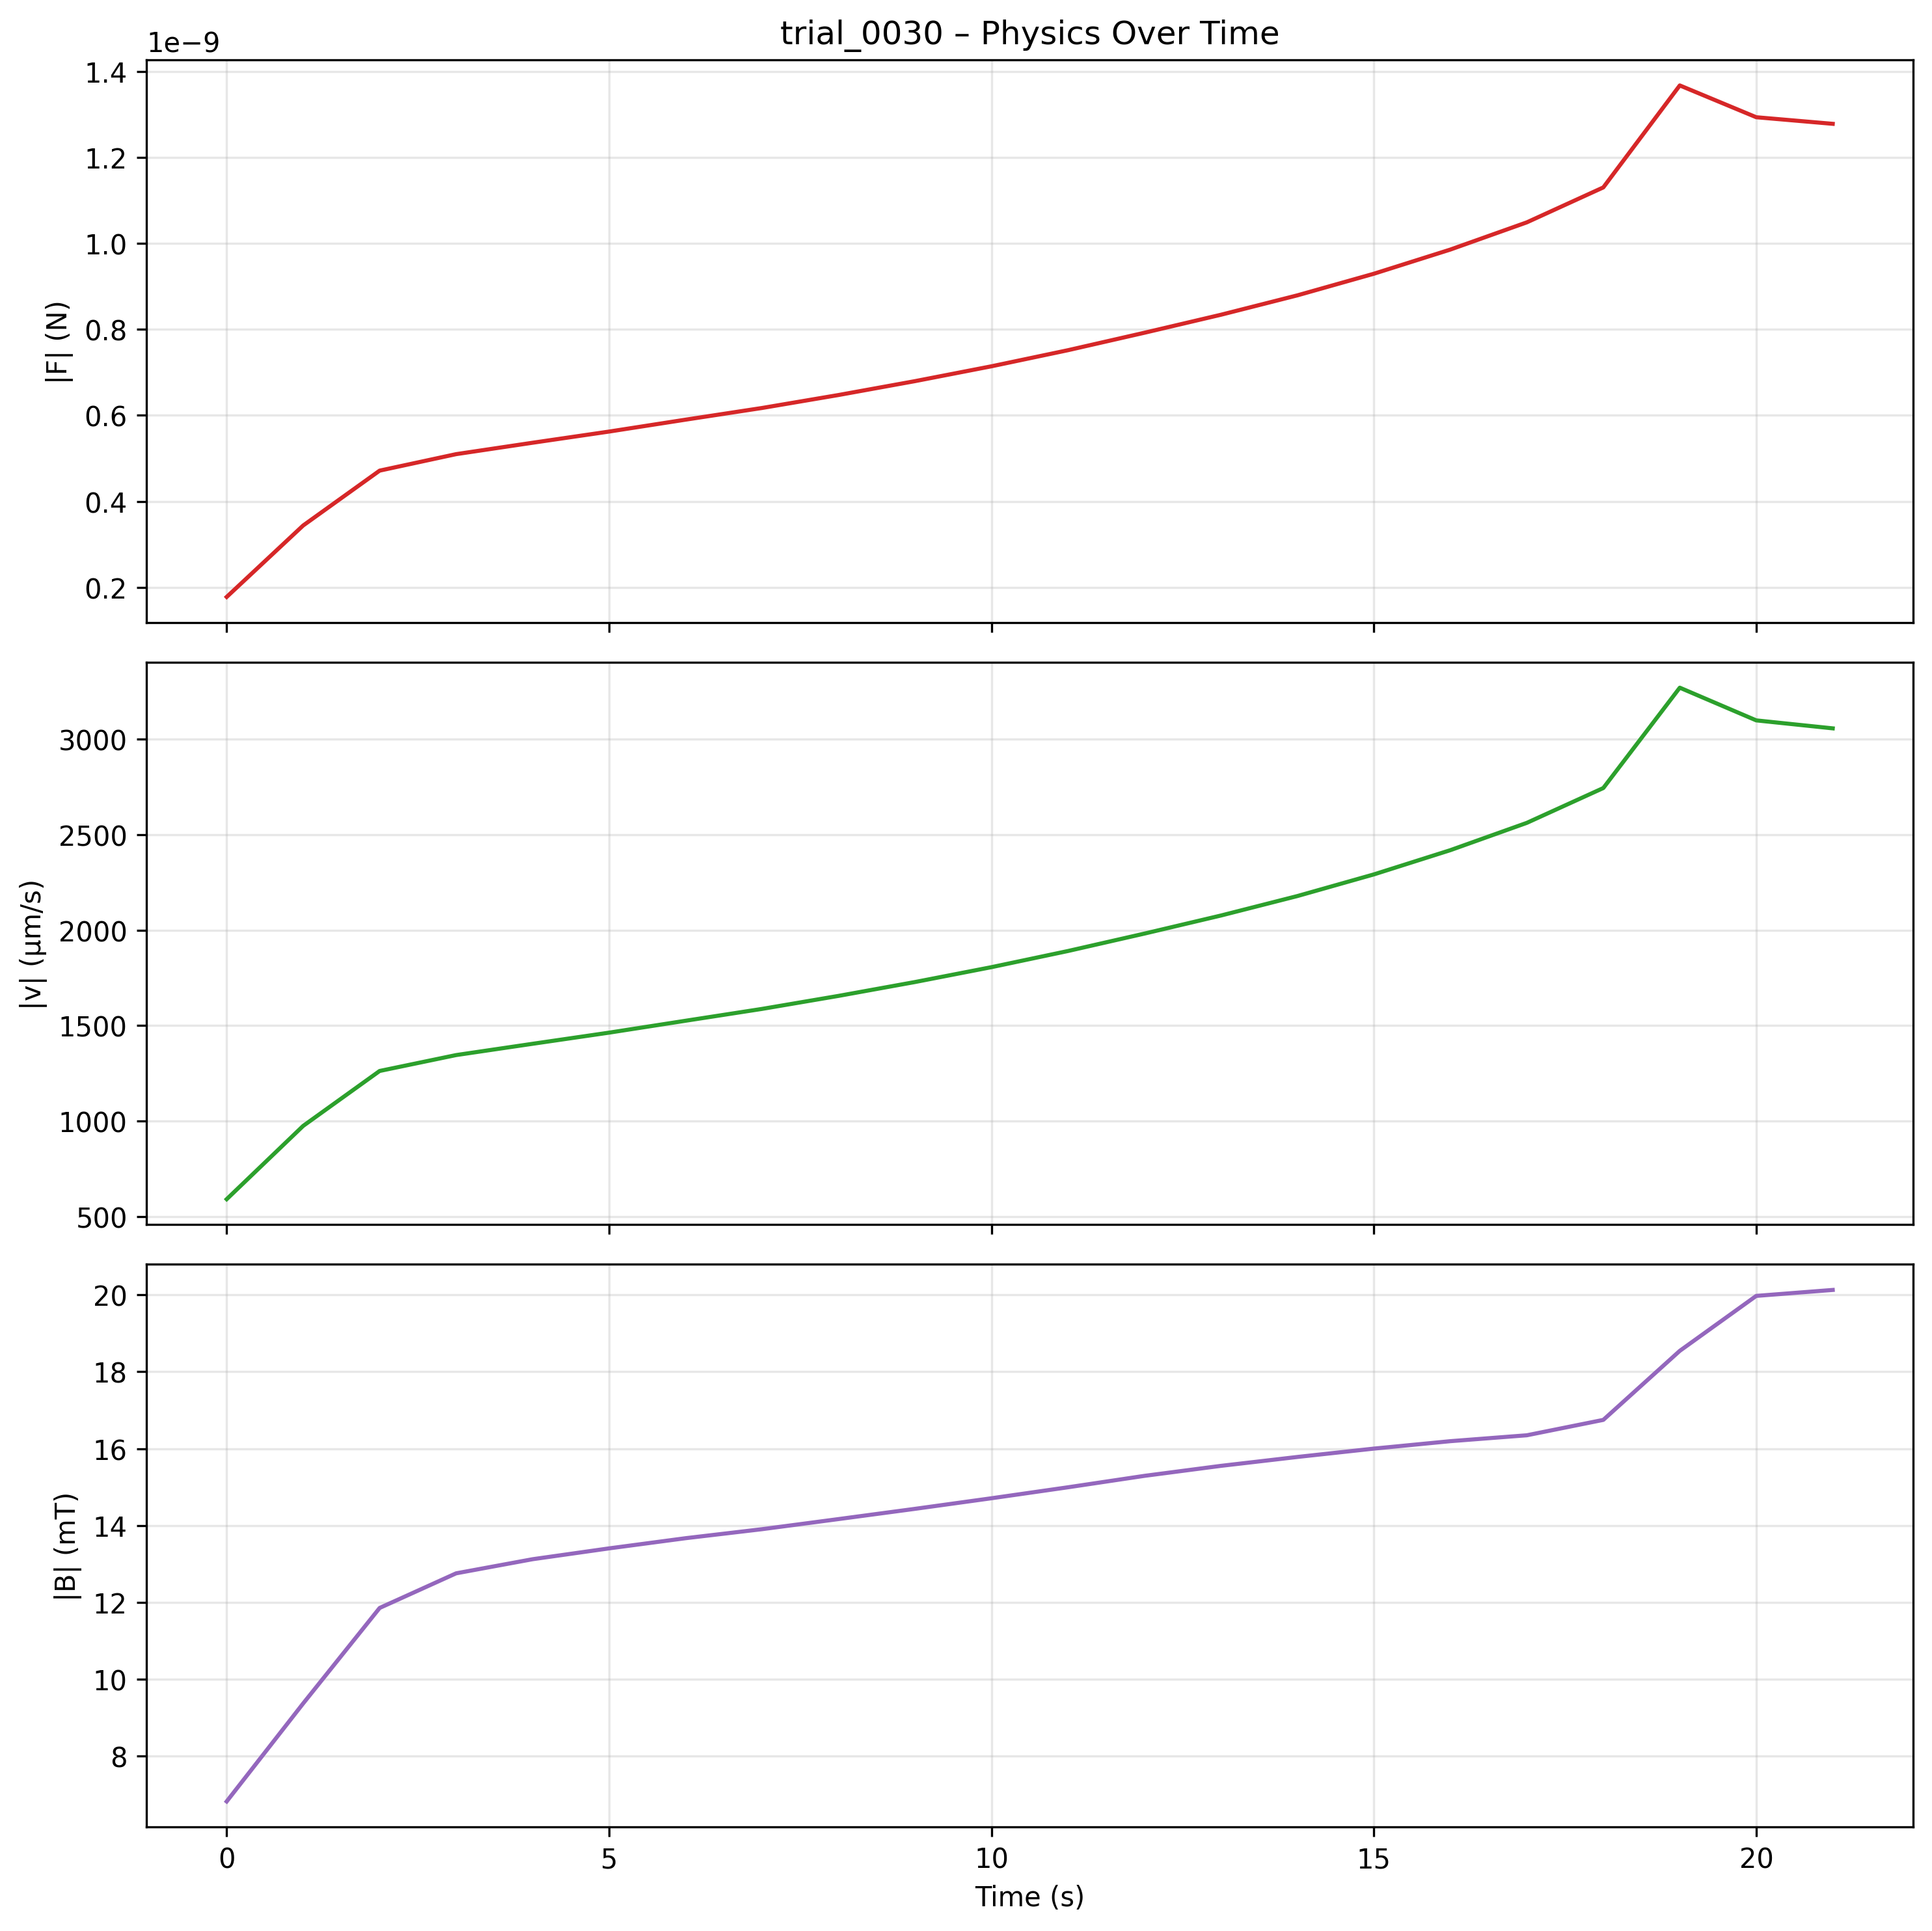 trial_0030 – Physics Over Time
1e−9
1.4
1.2
1.0
0.8
0.6
0.4
0.2
|F| (N)
3000
2500
2000
1500
1000
500
|v| (µm/s)
20
18
16
14
12
10
8
|B| (mT)
0 5 10 15 20
Time (s)